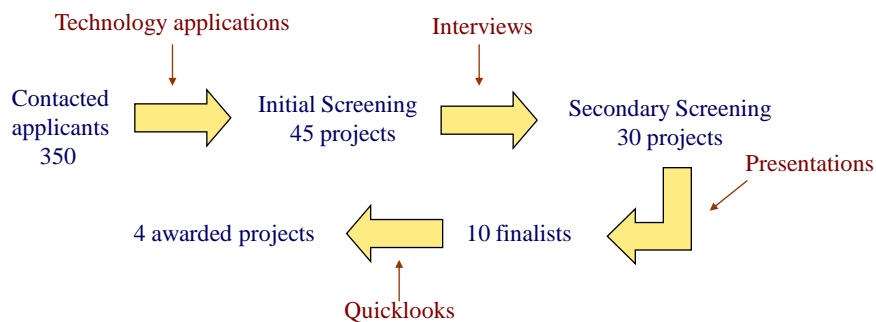 Technology applications
Interviews
Contacted
applicants
350
Initial Screening
45 projects
Secondary Screening
30 projects
Presentations
10 finalists
4 awarded projects
Quicklooks